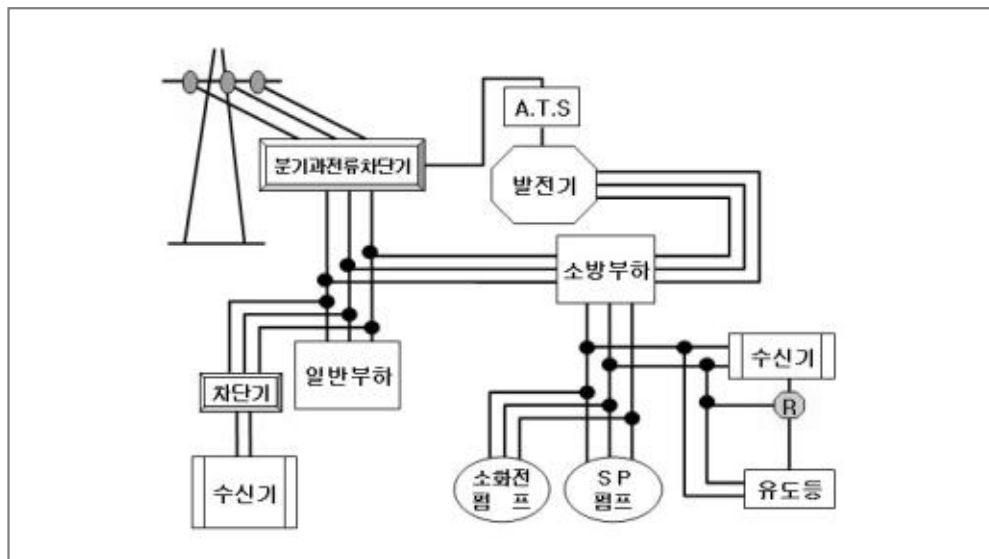 A.T.S
분기과전류차단기
발전기
소방부하
수신기
일반부하
차단기
R
소화전
펌 프
S P
펌프
유도등
수신기